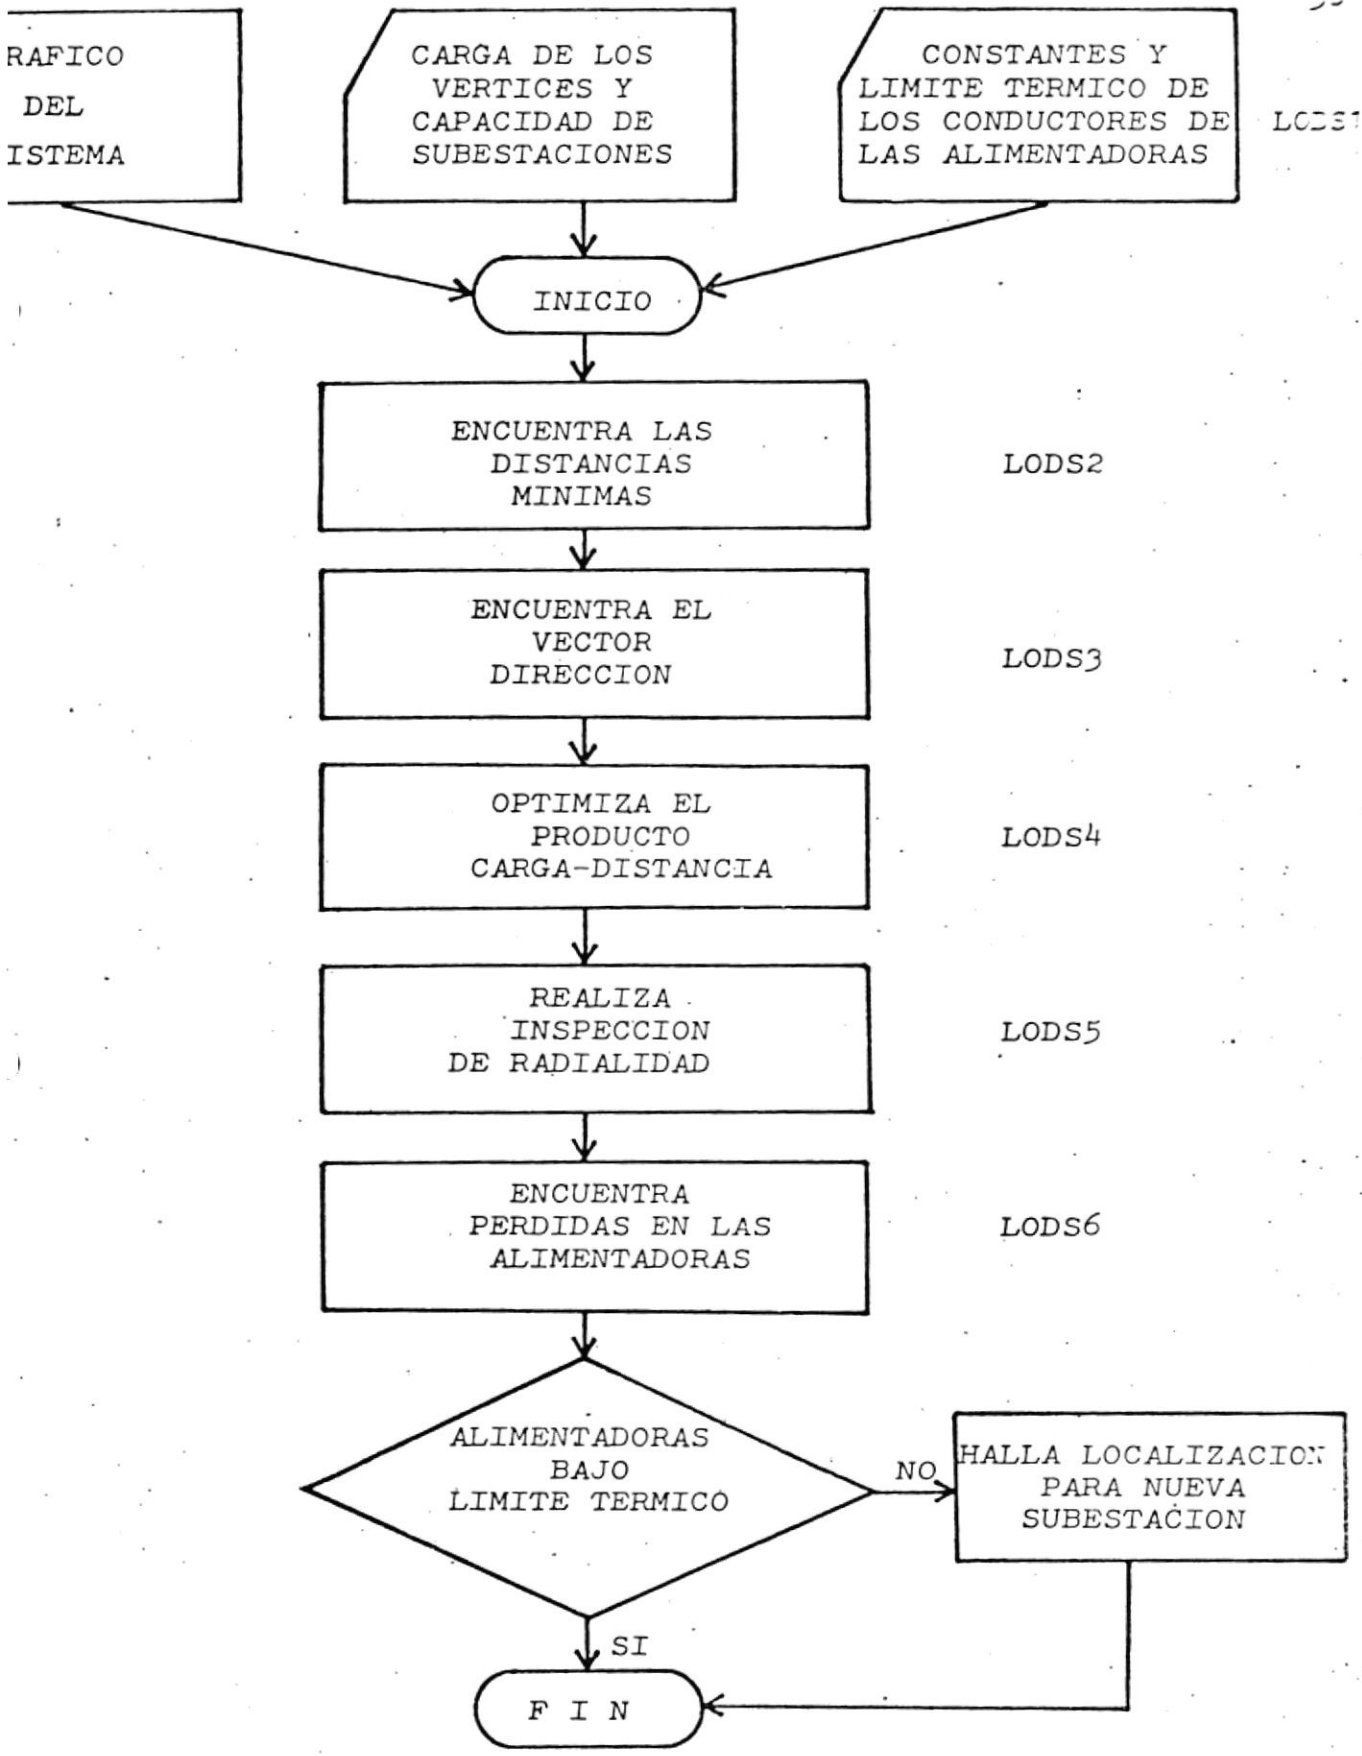 DEL
CARGA DE LOS
VERTICES Y
CAPACIDAD DE
SUBESTACIONES
CONSTANTES Y
LIMITE TERMICO DE
LOS CONDUCTORES DE
LAS ALIMENTADORAS
INICIO
ENCUENTRA LAS
DISTANCIAS
MINIMAS
LODS2
ENCUENTRA EL
VECTOR
DIRECCION
LODS3
OPTIMIZA EL
PRODUCTO
CARGA-DISTANCIA
LODS4
REALIZA
INSPECCION
DE RADIALIDAD
LODS5
ENCUENTRA
PERDIDAS EN LAS
ALIMENTADORAS
LODS6
ALIMENTADORAS
BAJO
LIMITE TERMICO
NO
HALLA LOCALIZACION
PARA NUEVA
SUBESTACION
SI
F I N